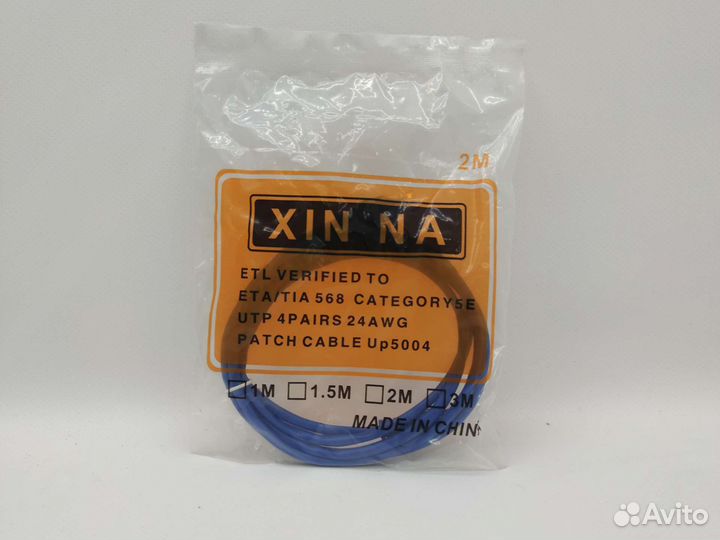 2M
XIN NA
ETL VERIFIED TO
ETA/TIA 568 CATEGORY5E
UTP 4PAIRS 24AWG
PATCH CABLE Up5004
1M 1.5M 2M 3M
MADE IN CHINA
Avito